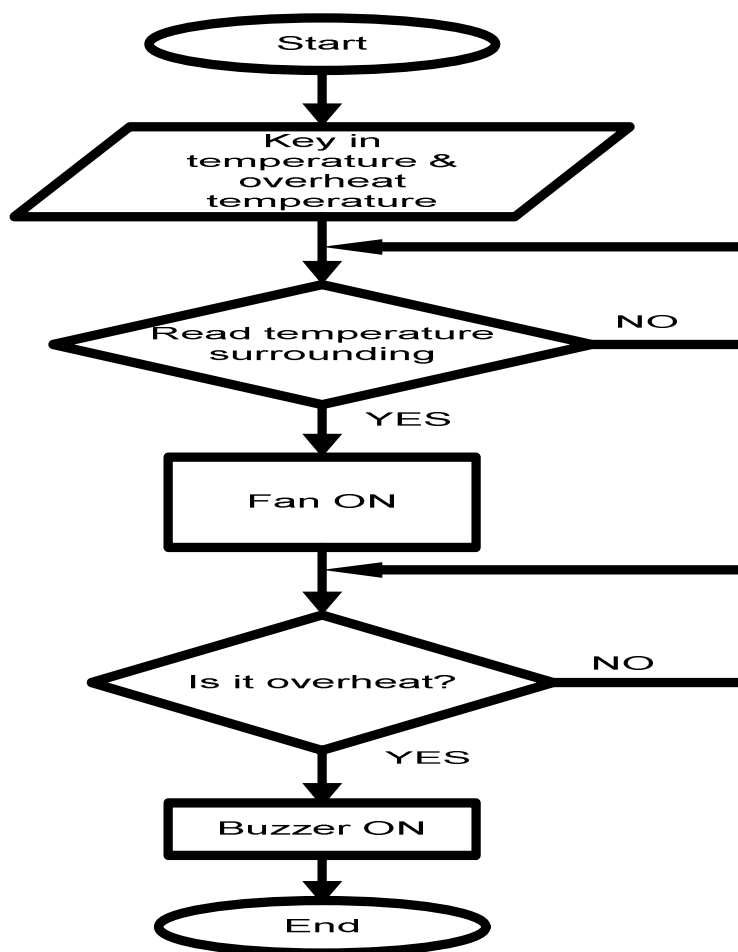 Start
Key in
temperature &
overheat
temperature
Read temperature
surrounding
NO
YES
Fan ON
Is it overheat?
NO
YES
Buzzer ON
End